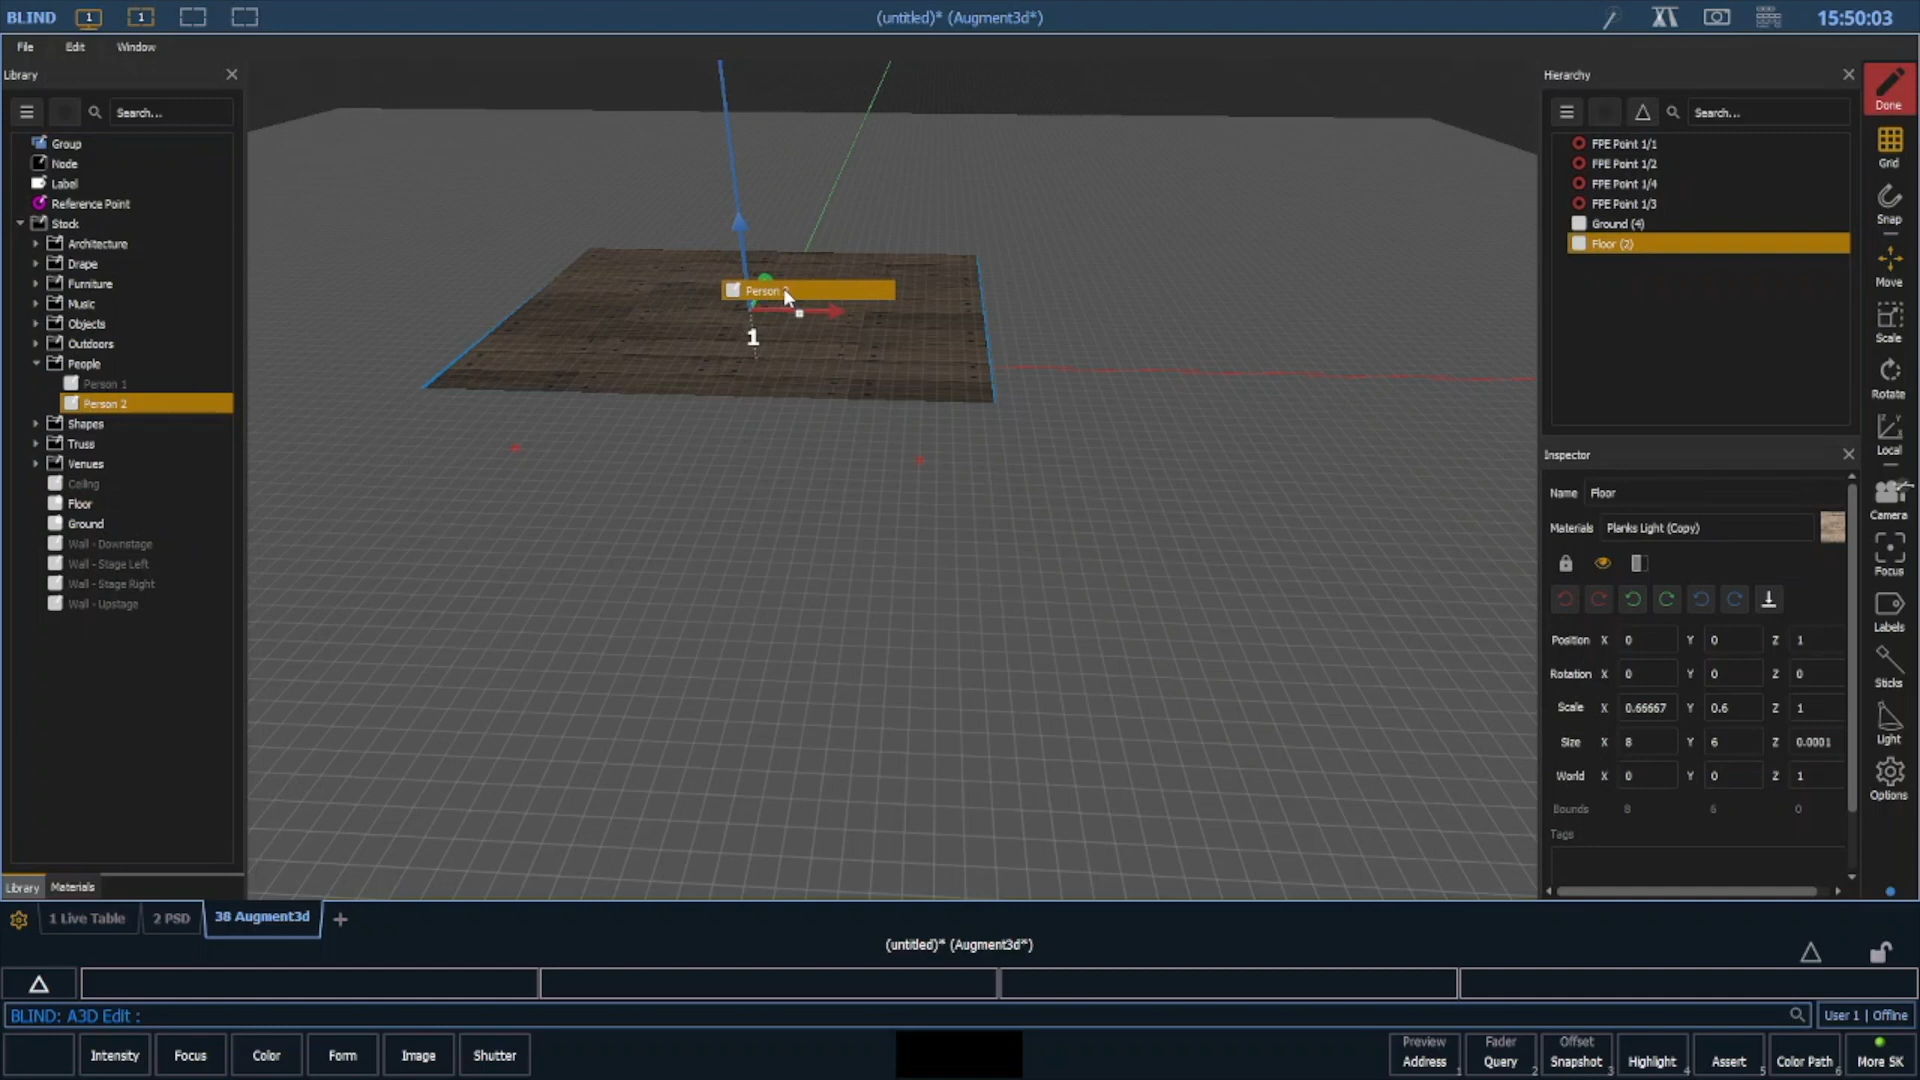 BLIND 1 1 (untitled)* (Augment3d*) 15:50:03
File Edit Window
Library
Search...
Group
Node
Label
Reference Point
Stock
Architecture
Drape
Furniture
Music
Objects
Outdoors
People
Person 1
Person 2
Shapes
Truss
Venues
Ceiling
Floor
Ground
Wall - Downstage
Wall - Stage Left
Wall - Stage Right
Wall - Upstage
Library Materials
Person
1
Hierarchy
Search...
FPE Point 1/1
FPE Point 1/2
FPE Point 1/4
FPE Point 1/3
Ground (4)
Floor (2)
Inspector
Name Floor
Materials Planks Light (Copy)
Position X 0 Y 0 Z 1
Rotation X 0 Y 0 Z 0
Scale X 0.66667 Y 0.6 Z 1
Size X 8 Y 6 Z 0.0001
World X 0 Y 0 Z 1
Bounds 8 6 0
Tags
Done
Grid
Snap
Move
Scale
Rotate
Local
Camera
Focus
Labels
Sticks
Light
Options
1 Live Table 2 PSD 38 Augment3d +
(untitled)* (Augment3d*)
BLIND: A3D Edit : User 1 | Offline
Intensity Focus Color Form Image Shutter
Preview Address 1
Fader Query 2
Offset Snapshot 3
Highlight 4
Assert 5
Color Path 6
More SK